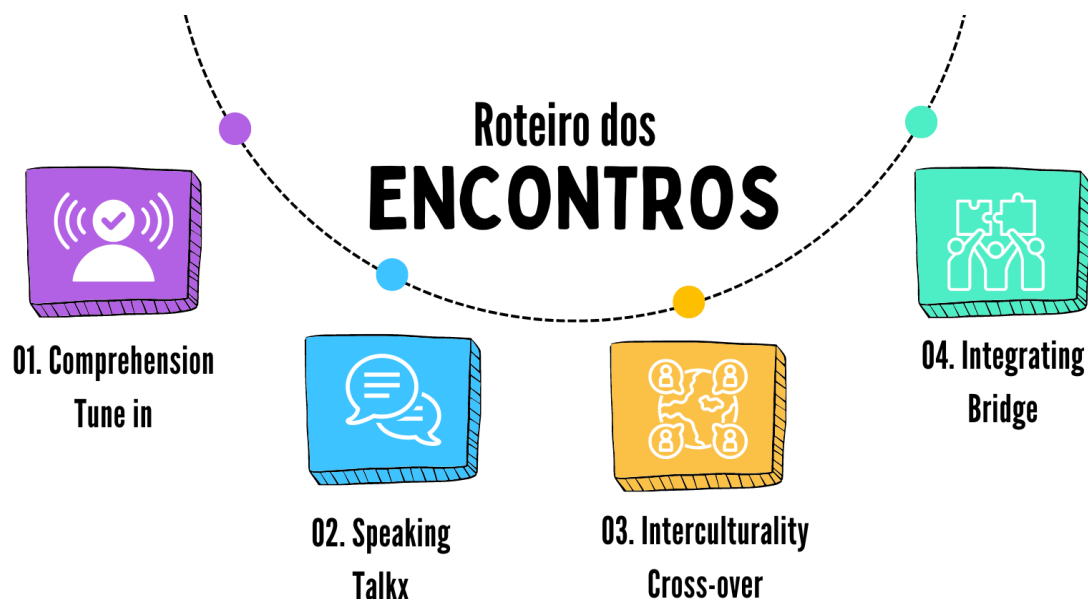 Roteiro dos
ENCONTROS
01. Comprehension
Tune in
02. Speaking
Talkx
03. Interculturality
Cross-over
04. Integrating
Bridge